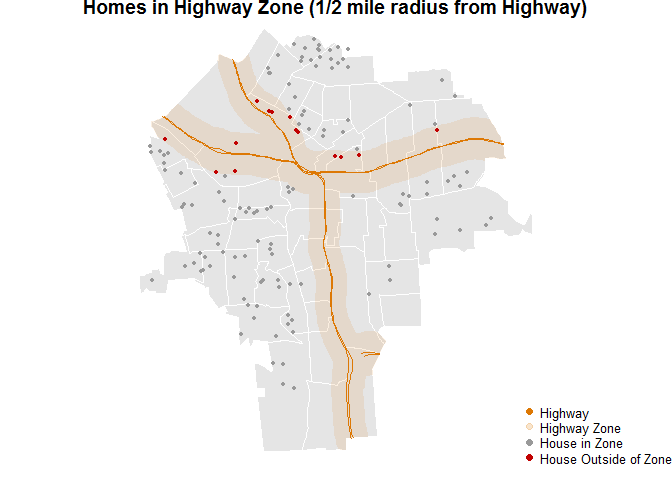 Homes in Highway Zone (1/2 mile radius from Highway)
Highway
Highway Zone
House in Zone
House Outside of Zone